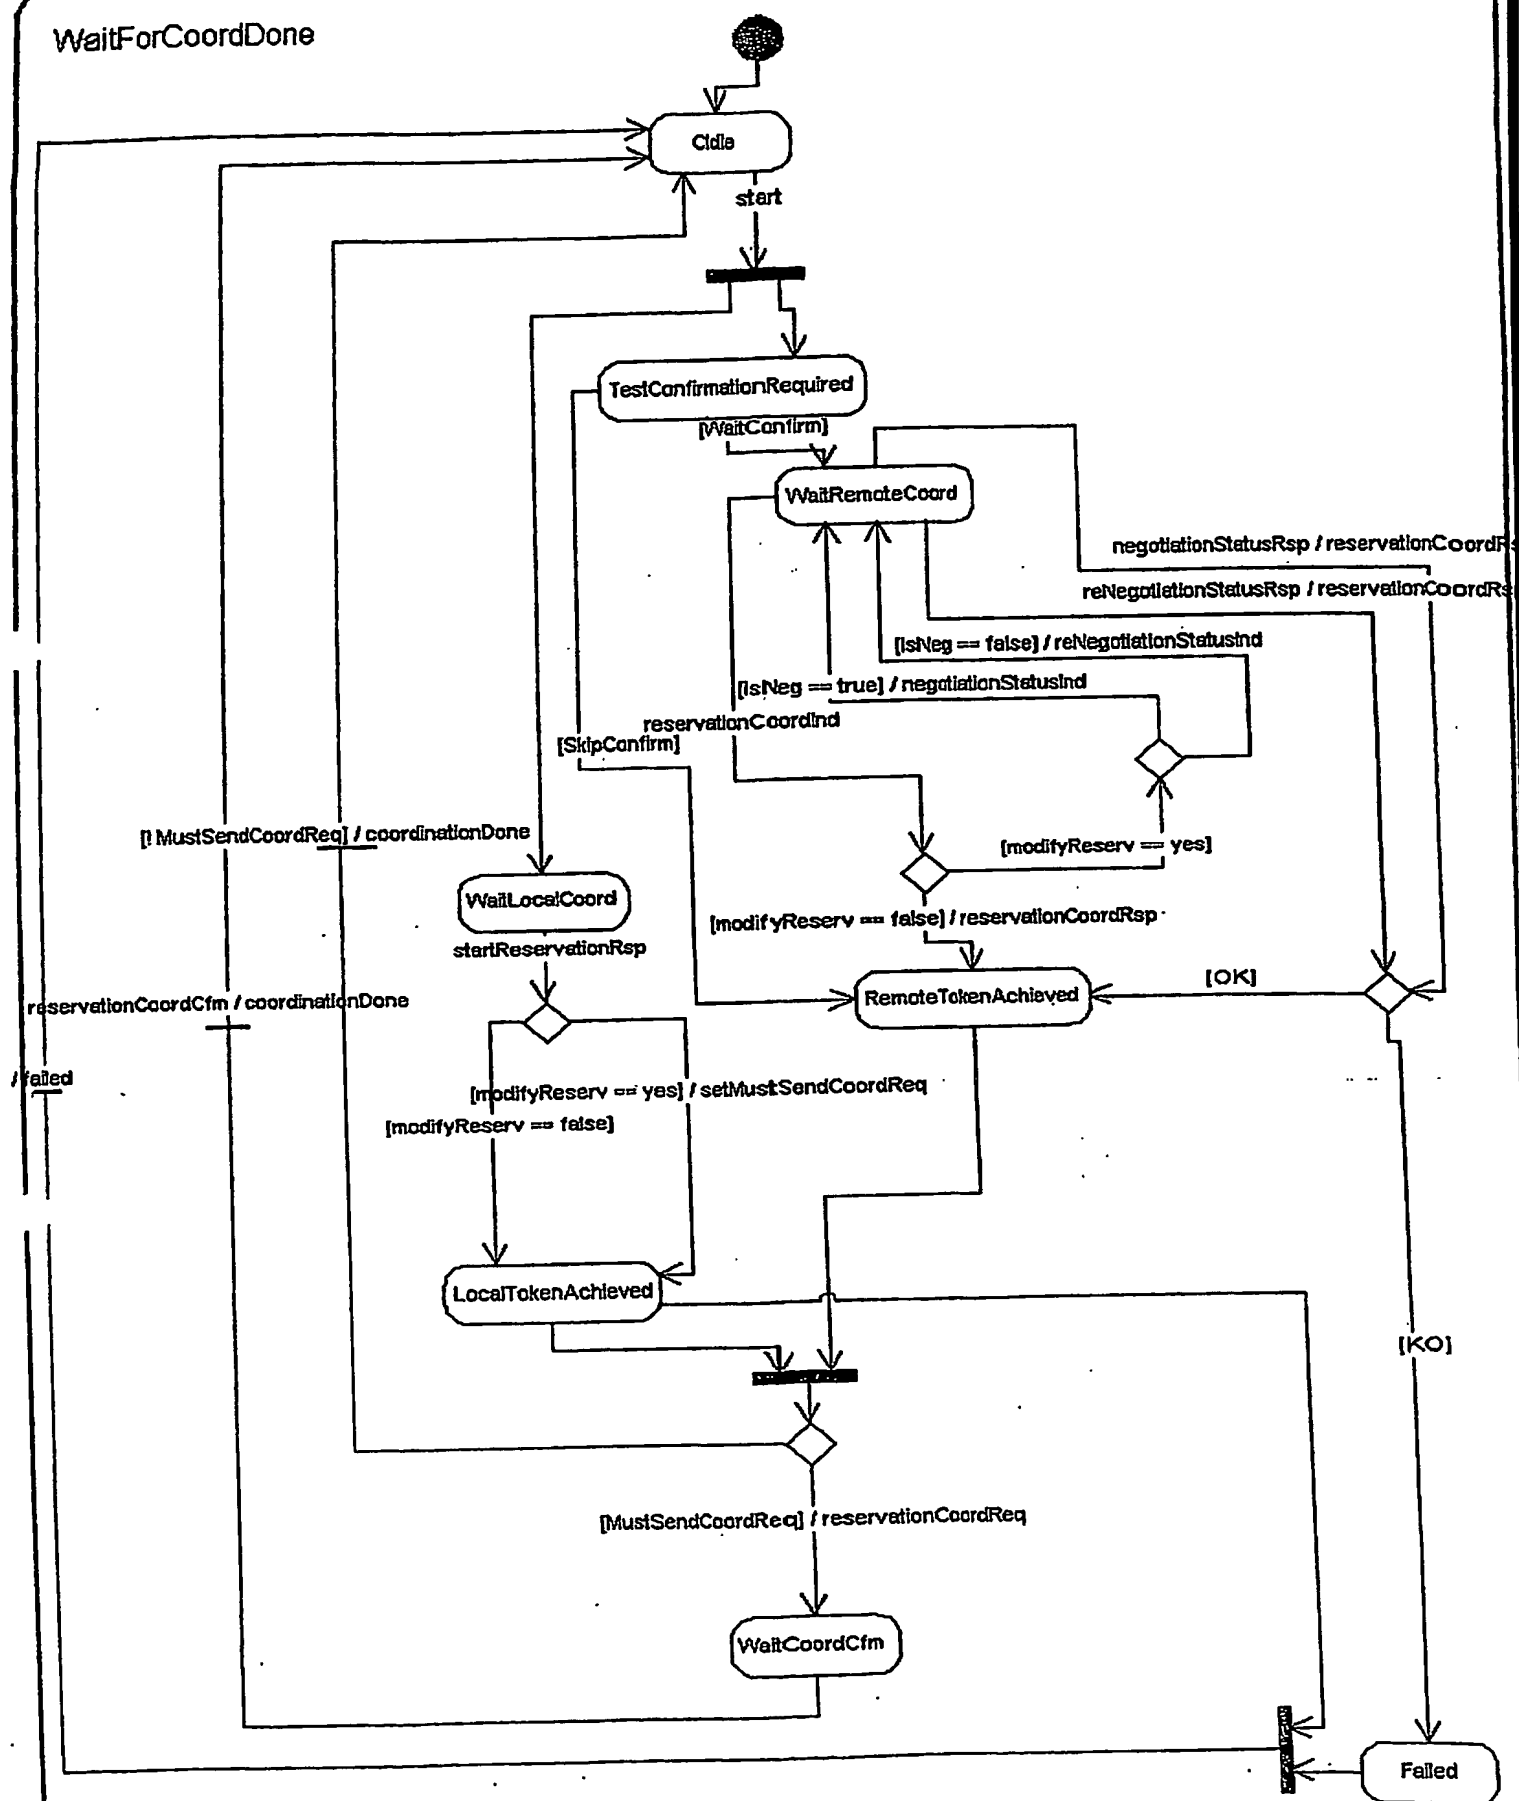 WaitForCoordDone
CIdle
start
TestConfirmationRequired
[WaitConfirm]
WaitRemoteCoord
negotiationStatusRsp / reservationCoordRs
reNegotiationStatusRsp / reservationCoordRs
[IsNeg == false] / reNegotiationStatusInd
[IsNeg == true] / negotiationStatusInd
reservationCoordInd
[SkipConfirm]
[! MustSendCoordReq] / coordinationDone
[modifyReserv == yes]
WaitLocalCoord
[modifyReserv == false] / reservationCoordRsp
startReservationRsp
[OK]
RemoteTokenAchieved
reservationCoordCfm / coordinationDone
/ failed
[modifyReserv == yes] / setMustSendCoordReq
[modifyReserv == false]
LocalTokenAchieved
[KO]
[MustSendCoordReq] / reservationCoordReq
WaitCoordCfm
Failed